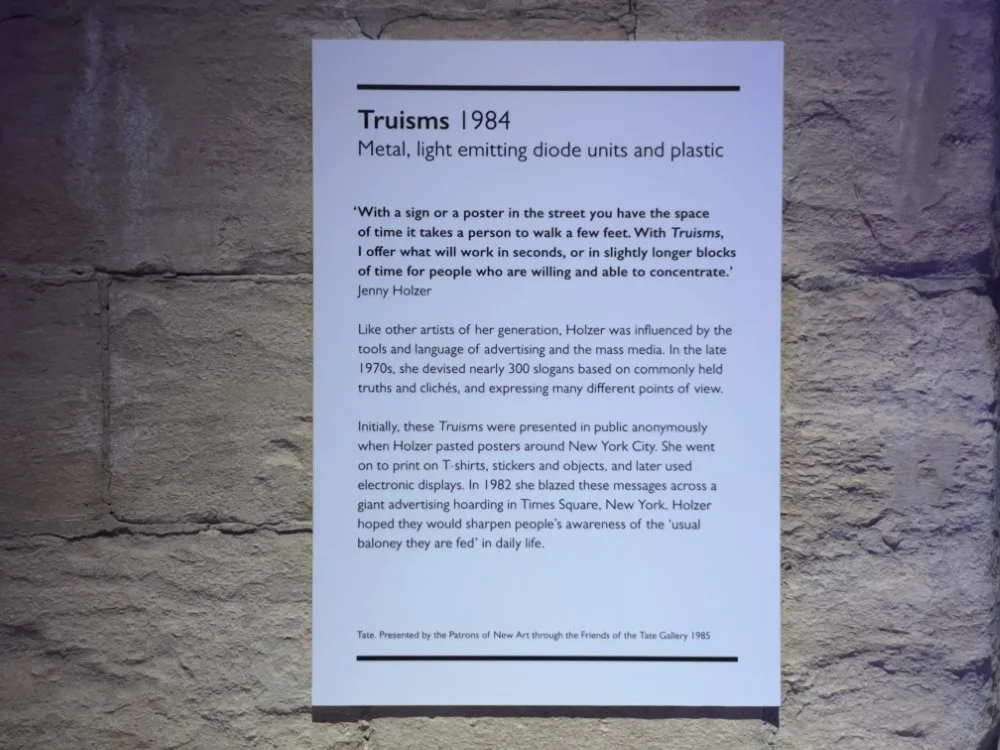 Truisms 1984
Metal, light emitting diode units and plastic
‘With a sign or a poster in the street you have the space
of time it takes a person to walk a few feet. With Truisms,
I offer what will work in seconds, or in slightly longer blocks
of time for people who are willing and able to concentrate.’
Jenny Holzer
Like other artists of her generation, Holzer was influenced by the
tools and language of advertising and the mass media. In the late
1970s, she devised nearly 300 slogans based on commonly held
truths and clichés, and expressing many different points of view.
Initially, these Truisms were presented in public anonymously
when Holzer pasted posters around New York City. She went
on to print on T-shirts, stickers and objects, and later used
electronic displays. In 1982 she blazed these messages across a
giant advertising hoarding in Times Square, New York. Holzer
hoped they would sharpen people’s awareness of the ‘usual
baloney they are fed’ in daily life.
Tate. Presented by the Patrons of New Art through the Friends of the Tate Gallery 1985